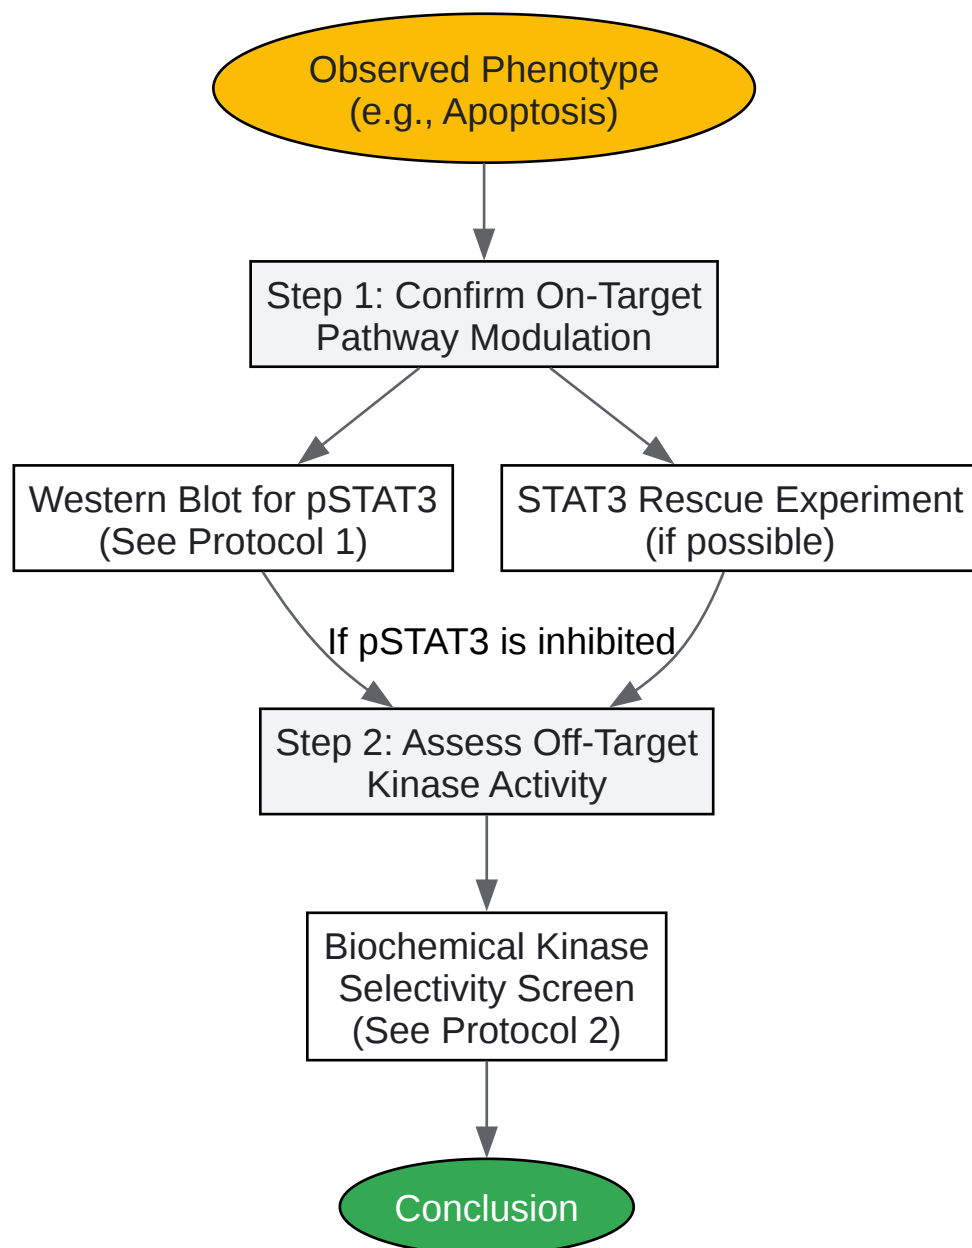 Observed Phenotype
(e.g., Apoptosis)
Step 1: Confirm On-Target
Pathway Modulation
Western Blot for pSTAT3
(See Protocol 1)
STAT3 Rescue Experiment
(if possible)
If pSTAT3 is inhibited
Step 2: Assess Off-Target
Kinase Activity
Biochemical Kinase
Selectivity Screen
(See Protocol 2)
Conclusion